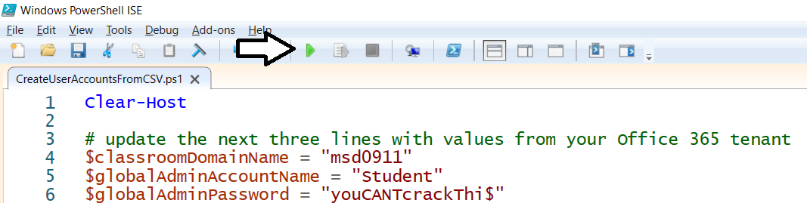 Windows PowerShell ISE
File Edit View Tools Debug Add-ons Help
CreateUserAccountsFromCSV.ps1 X
1 Clear-Host
2
3 # update the next three lines with values from your Office 365 tenant
4 $classroomDomainName = "msd0911"
5 $globalAdminAccountName = "Student"
6 $globalAdminPassword = "youCANTcrackThi$"